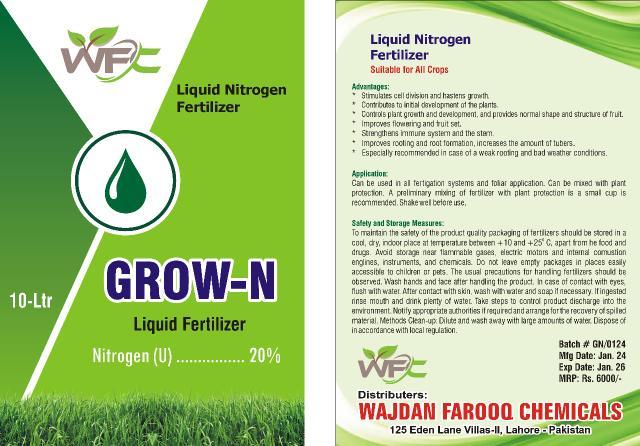 WFC
Liquid Nitrogen
Fertilizer
GROW-N
10-Ltr
Liquid Fertilizer
Nitrogen (U) ................ 20%
Liquid Nitrogen
Fertilizer
Suitable for All Crops
Advantages:
* Stimulates cell division and hastens growth.
* Contributes to initial development of the plants.
* Controls plant growth and development, and provides normal shape and structure of fruit.
* Improves flowering and fruit set.
* Strengthens immune system and the stem.
* Improves rooting and root formation, increases the amount of tubers.
* Especially recommended in case of a weak rooting and bad weather conditions.
Application:
Can be used in all fertigation systems and foliar application. Can be mixed with plant
protection. A preliminary mixing of fertilizer with plant protection is a small cup is
recommended. Shake well before use.
Safety and Storage Measures:
To maintain the safety of the product quality packaging of fertilizers should be stored in a
cool, dry, indoor place at temperature between +10 and +25° C, apart from he food and
drugs. Avoid storage near flammable gases, electric motors and internal combustion
engines, instruments, and chemicals. Do not leave empty packages in places easily
accessible to children or pets. The usual precautions for handling fertilizers should be
observed. Wash hands and face after handling the product. In case of contact with eyes,
flush with water. After contact with skin, wash with water and soap if necessary. If ingested
rinse mouth and drink plenty of water. Take steps to control product discharge into the
environment. Notify appropriate authorities if required and arrange for the recovery of spilled
material. Methods Clean-up: Dilute and wash away with large amounts of water. Dispose of
in accordance with local regulation.
Batch # GN/0124
Mfg Date: Jan. 24
Exp Date: Jan. 26
MRP: Rs. 6000/-
WFC
Distributers:
WAJDAN FAROOQ CHEMICALS
125 Eden Lane Villas-II, Lahore - Pakistan